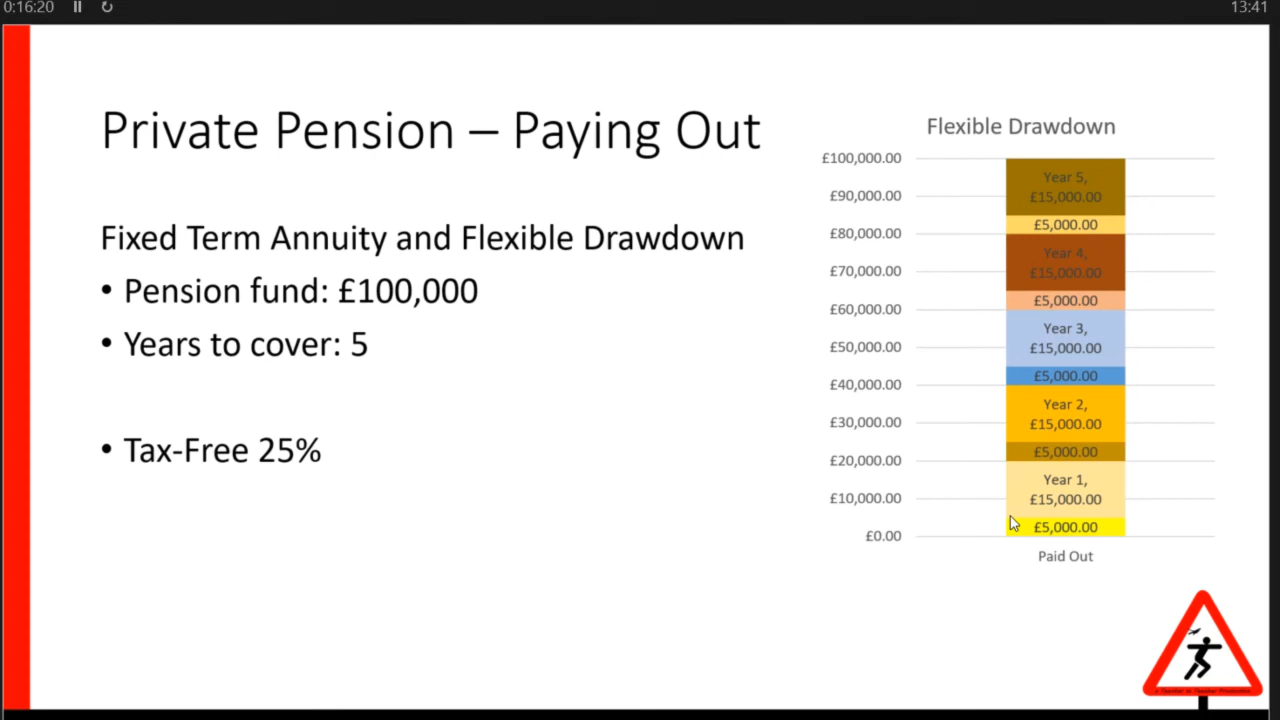 0:16:20
13:41
Private Pension – Paying Out
Fixed Term Annuity and Flexible Drawdown
• Pension fund: £100,000
• Years to cover: 5
• Tax-Free 25%
Flexible Drawdown
£100,000.00
£90,000.00
£80,000.00
£70,000.00
£60,000.00
£50,000.00
£40,000.00
£30,000.00
£20,000.00
£10,000.00
£0.00
Year 5,
£15,000.00
£5,000.00
Year 4,
£15,000.00
£5,000.00
Year 3,
£15,000.00
£5,000.00
Year 2,
£15,000.00
£5,000.00
Year 1,
£15,000.00
£5,000.00
Paid Out